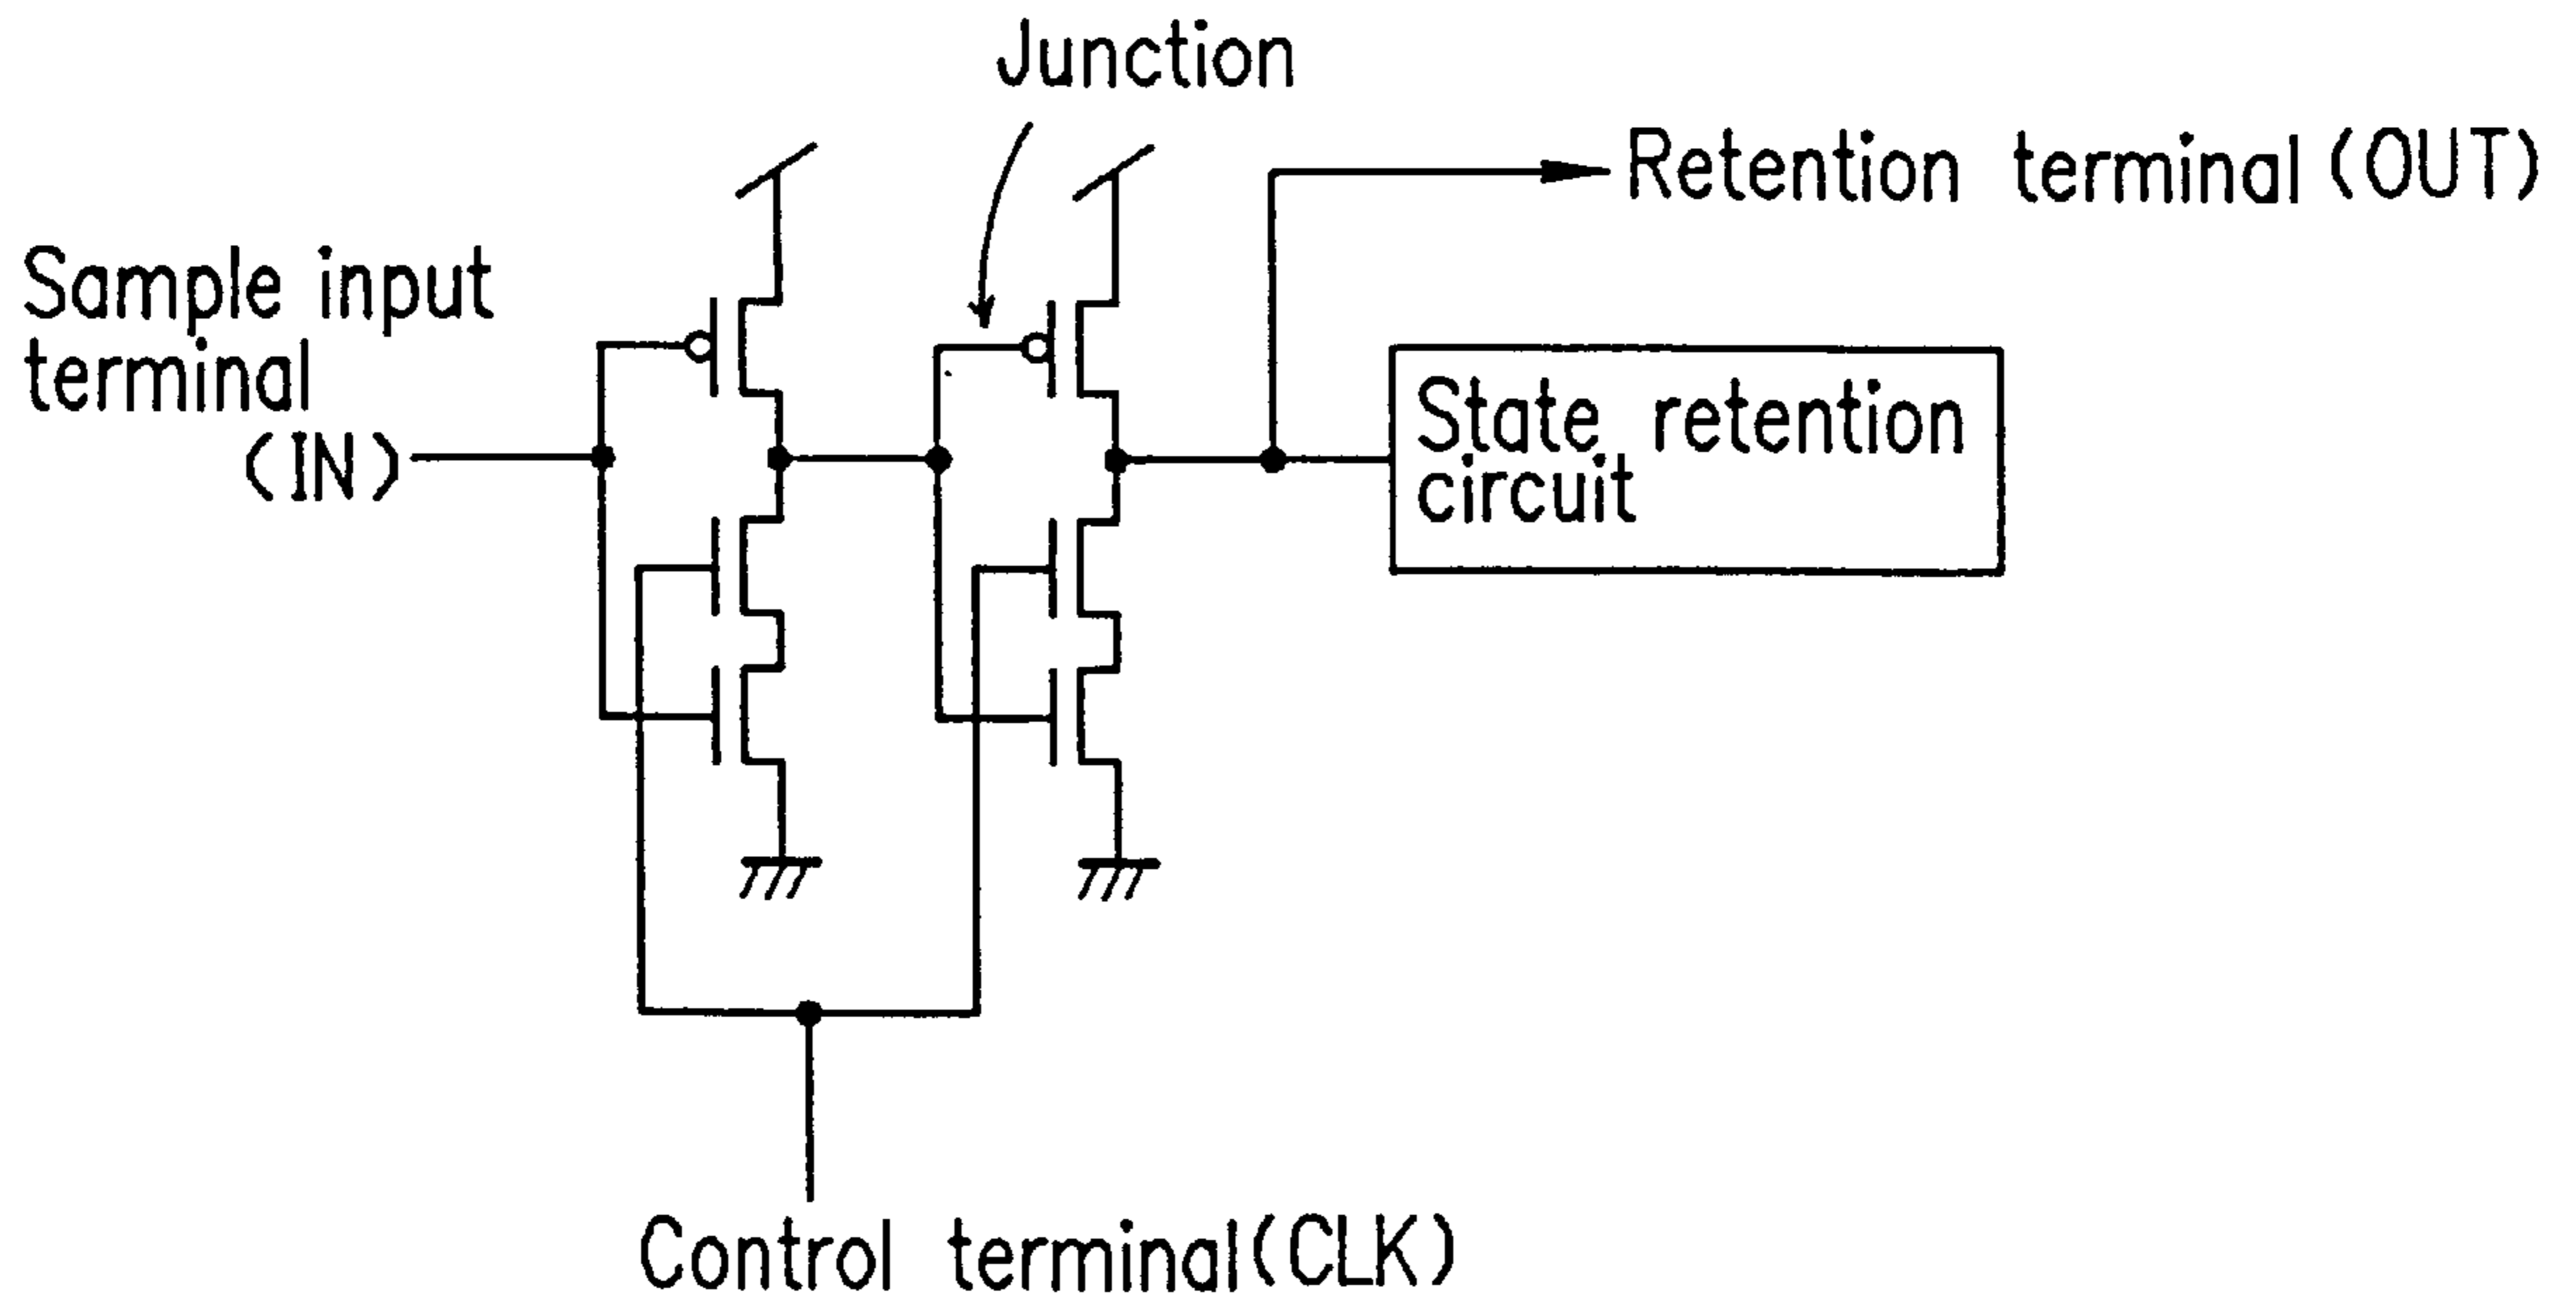 Junction
Retention terminal (OUT)
Sample input
terminal
(IN)
State retention
circuit
Control terminal (CLK)